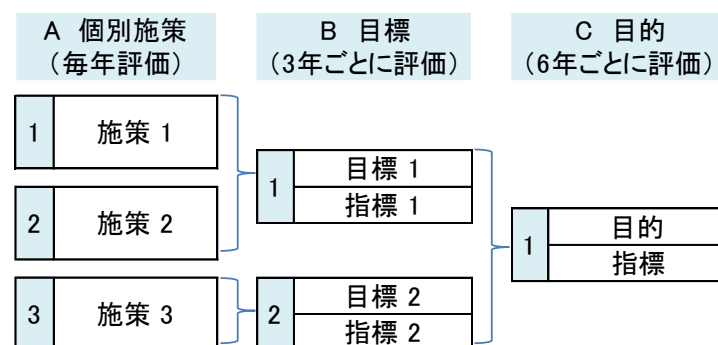 A 個別施策
（毎年評価）
B 目標
（3年ごとに評価）
C 目的
（6年ごとに評価）
1 施策 1
2 施策 2
3 施策 3
1 目標 1
指標 1
2 目標 2
指標 2
1 目的
指標